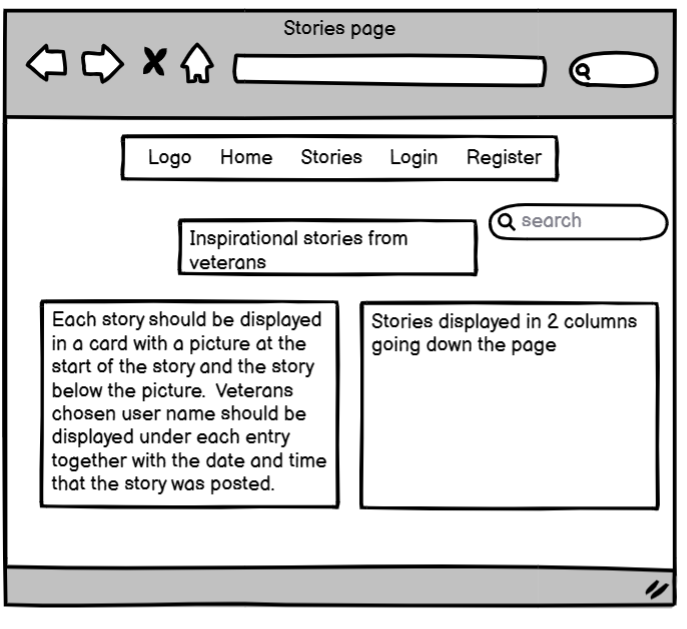 Stories page
Logo Home Stories Login Register
search
Inspirational stories from
veterans
Each story should be displayed
in a card with a picture at the
start of the story and the story
below the picture. Veterans
chosen user name should be
displayed under each entry
together with the date and time
that the story was posted.
Stories displayed in 2 columns
going down the page